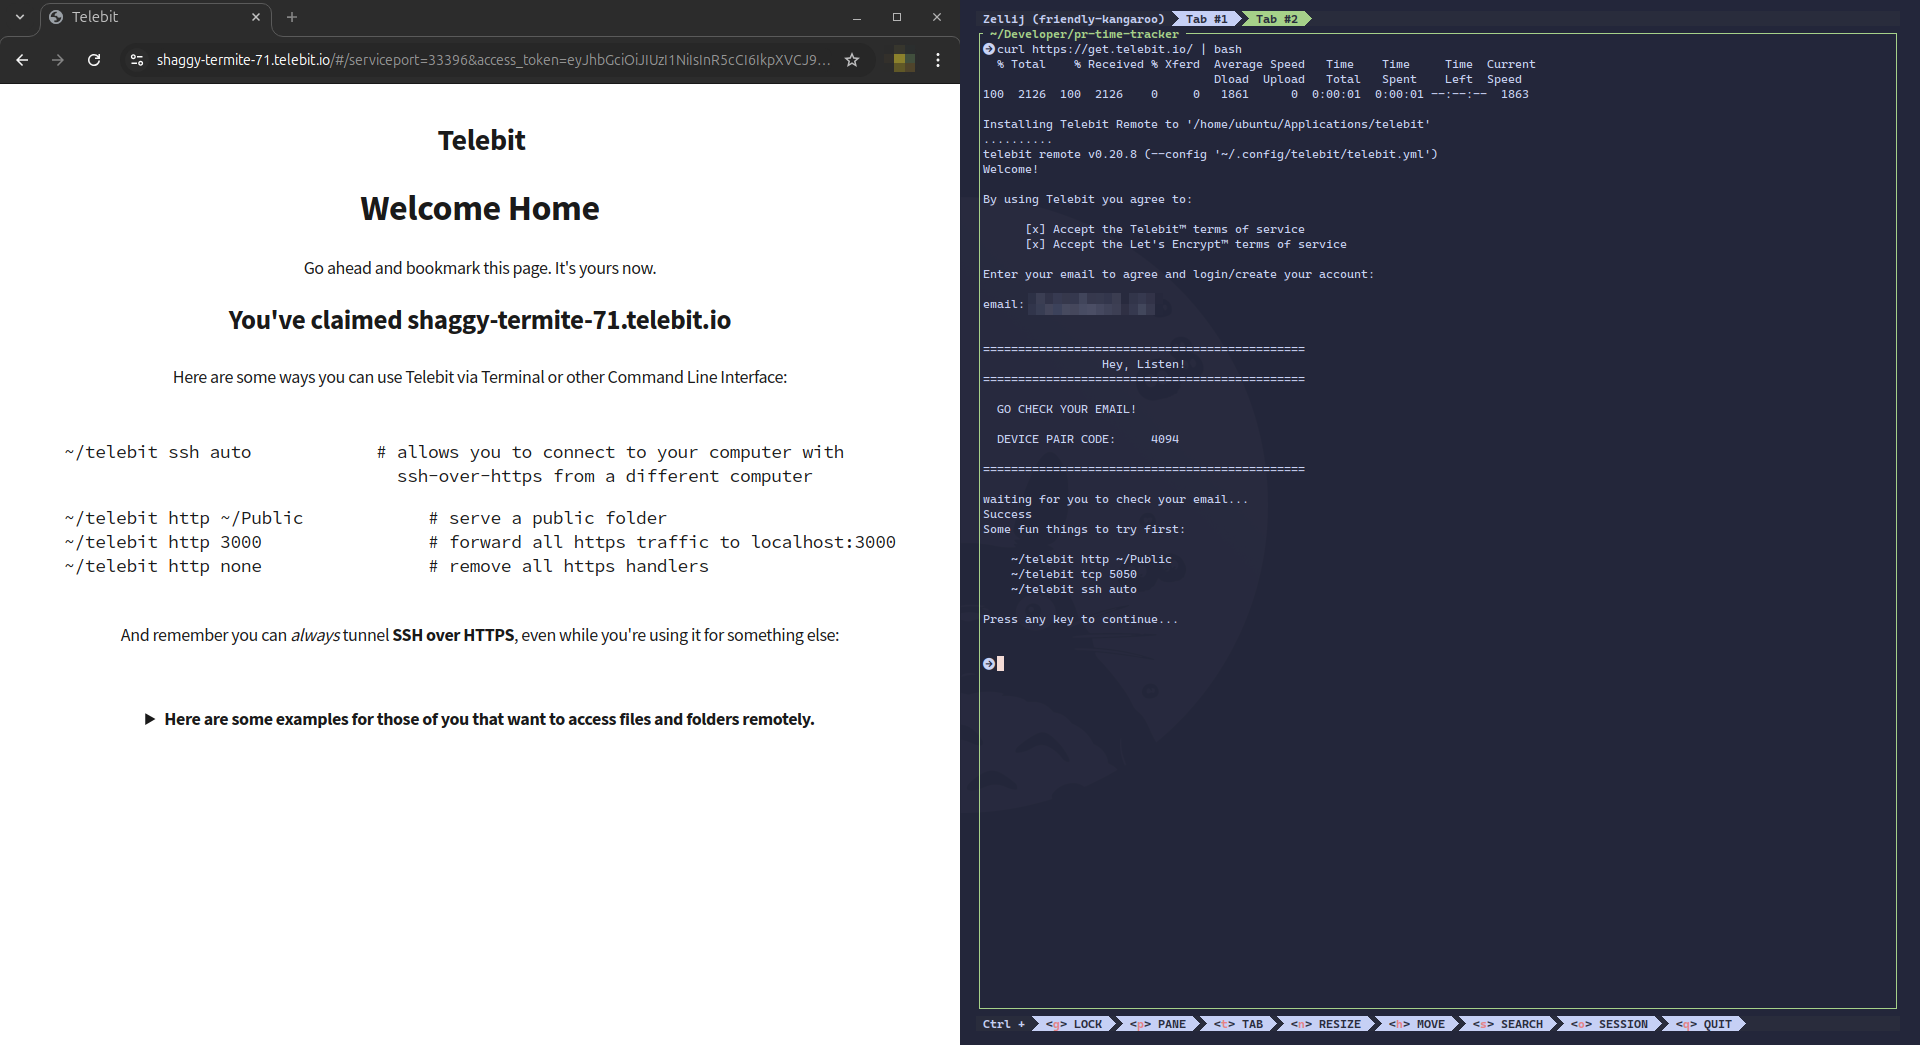 Telebit
shaggy-termite-71.telebit.io/#/serviceport=33396&access_token=eyJhbGciOiJIUzI1NiIsInR5cCI6IkpXVCJ9...
Telebit
Welcome Home
Go ahead and bookmark this page. It's yours now.
You've claimed shaggy-termite-71.telebit.io
Here are some ways you can use Telebit via Terminal or other Command Line Interface:
~/telebit ssh auto # allows you to connect to your computer with
ssh-over-https from a different computer
~/telebit http ~/Public # serve a public folder
~/telebit http 3000 # forward all https traffic to localhost:3000
~/telebit http none # remove all https handlers
And remember you can always tunnel SSH over HTTPS, even while you're using it for something else:
▶ Here are some examples for those of you that want to access files and folders remotely.
Zellij (friendly-kangaroo) Tab #1 Tab #2
~/Developer/pr-time-tracker
curl https://get.telebit.io/ | bash
% Total % Received % Xferd Average Speed Time Time Time Current
Dload Upload Total Spent Left Speed
100 2126 100 2126 0 0 1861 0 0:00:01 0:00:01 --:--:-- 1863
Installing Telebit Remote to '/home/ubuntu/Applications/telebit'
..........
telebit remote v0.20.8 (--config '~/.config/telebit/telebit.yml')
Welcome!
By using Telebit you agree to:
[x] Accept the Telebit™ terms of service
[x] Accept the Let's Encrypt™ terms of service
Enter your email to agree and login/create your account:
email:
==============================================
Hey, Listen!
==============================================
GO CHECK YOUR EMAIL!
DEVICE PAIR CODE: 4094
==============================================
waiting for you to check your email...
Success
Some fun things to try first:
~/telebit http ~/Public
~/telebit tcp 5050
~/telebit ssh auto
Press any key to continue...
Ctrl + <g> LOCK <p> PANE <t> TAB <n> RESIZE <h> MOVE <s> SEARCH <o> SESSION <q> QUIT